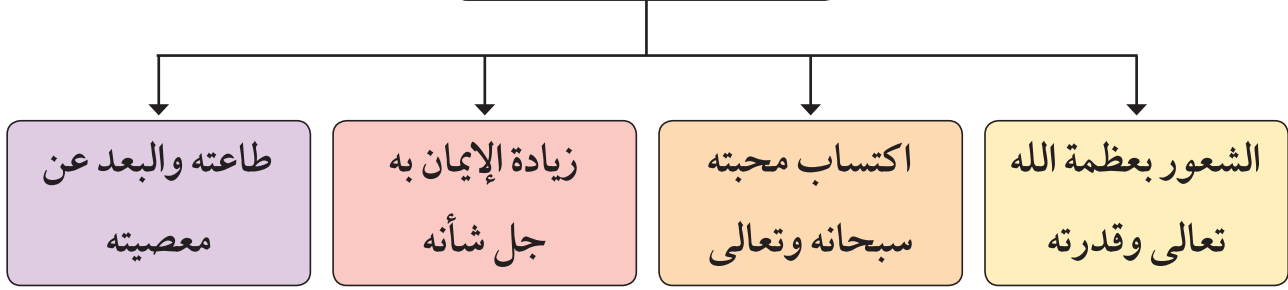 الشعور بعظمة الله
تعالى وقدرته
اكتساب محبته
سبحانه وتعالى
زيادة الإيمان به
جل شأنه
طاعته والبعد عن
معصيته